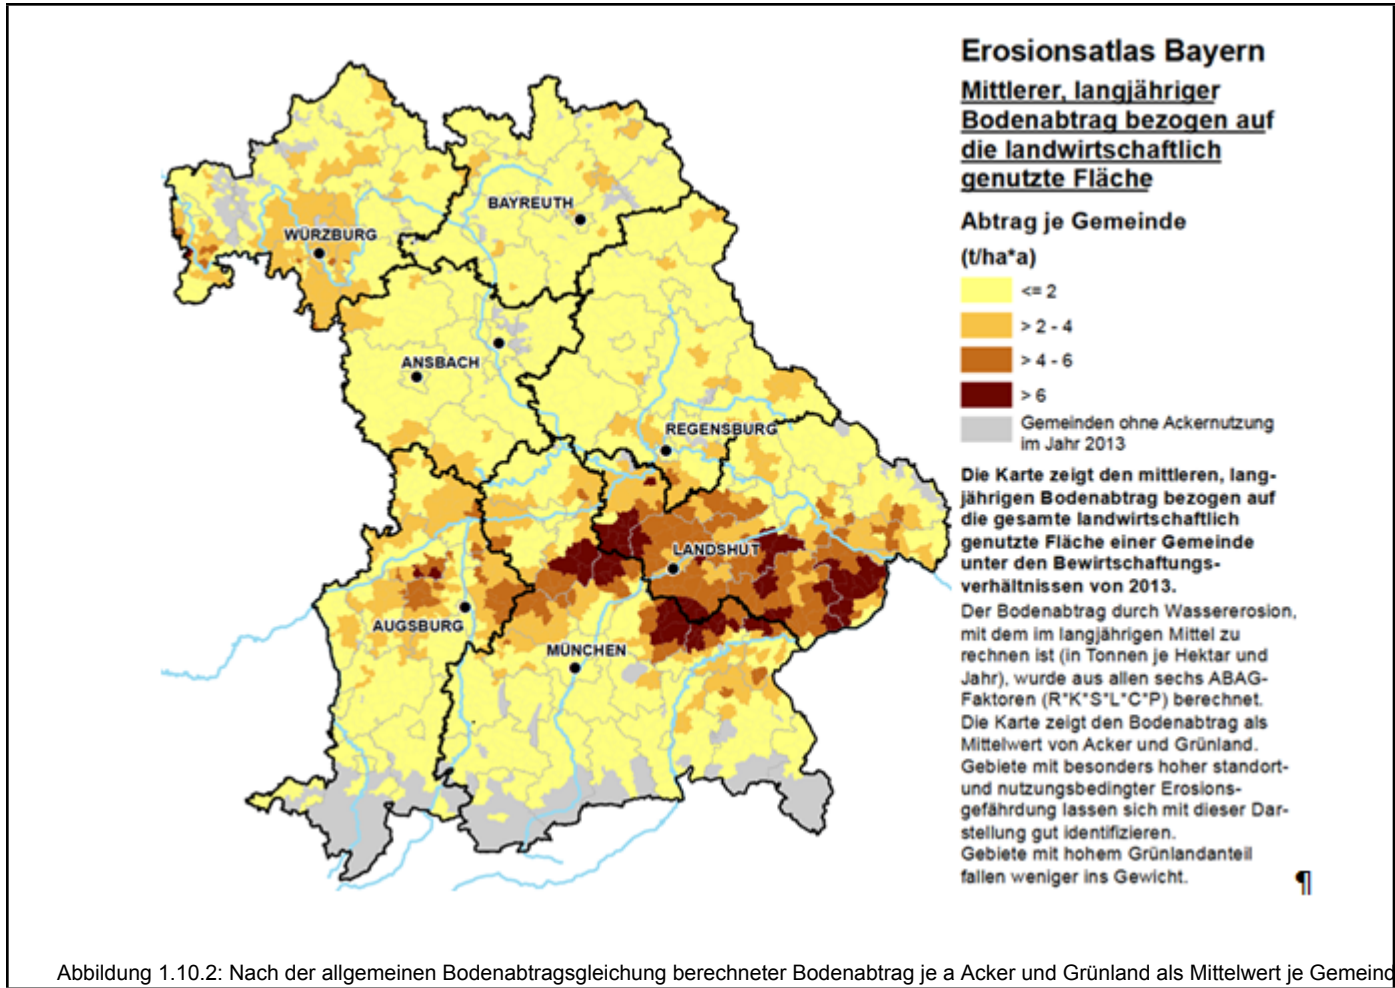 Erosionsatlas Bayern
Mittlerer, langjähriger
Bodenabtrag bezogen auf
die landwirtschaftlich
genutzte Fläche
Abtrag je Gemeinde
(t/ha*a)
<= 2
> 2 - 4
> 4 - 6
> 6
Gemeinden ohne Ackernutzung
im Jahr 2013
Die Karte zeigt den mittleren, lang-
jährigen Bodenabtrag bezogen auf
die gesamte landwirtschaftlich
genutzte Fläche einer Gemeinde
unter den Bewirtschaftungs-
verhältnissen von 2013.
Der Bodenabtrag durch Wassererosion,
mit dem im langjährigen Mittel zu
rechnen ist (in Tonnen je Hektar und
Jahr), wurde aus allen sechs ABAG-
Faktoren (R*K*S*L*C*P) berechnet.
Die Karte zeigt den Bodenabtrag als
Mittelwert von Acker und Grünland.
Gebiete mit besonders hoher standort-
und nutzungsbedingter Erosions-
gefährdung lassen sich mit dieser Dar-
stellung gut identifizieren.
Gebiete mit hohem Grünlandanteil
fallen weniger ins Gewicht.
¶
BAYREUTH
WÜRZBURG
ANSBACH
REGENSBURG
LANDSHUT
AUGSBURG
MÜNCHEN
Abbildung 1.10.2: Nach der allgemeinen Bodenabtragsgleichung berechneter Bodenabtrag je a Acker und Grünland als Mittelwert je Gemeind